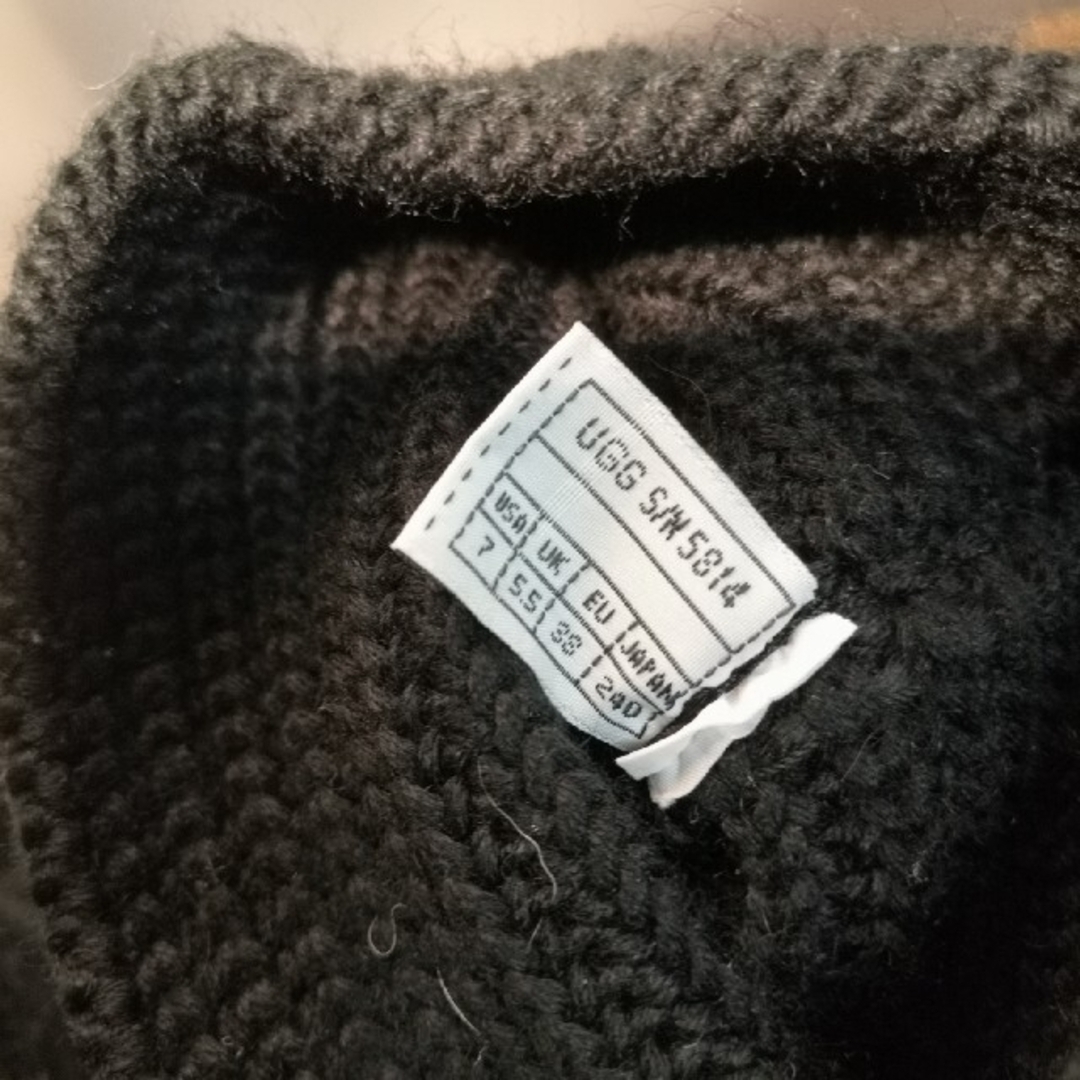 UGG S/N 5814
USA UK EU JAPAN
7 5.5 38 240